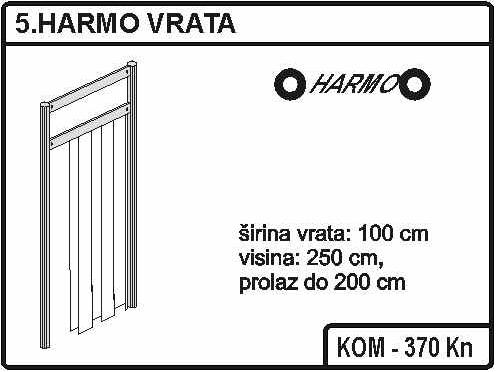 5.HARMO VRATA
HARMO
širina vrata: 100 cm
visina: 250 cm,
prolaz do 200 cm
KOM - 370 Kn